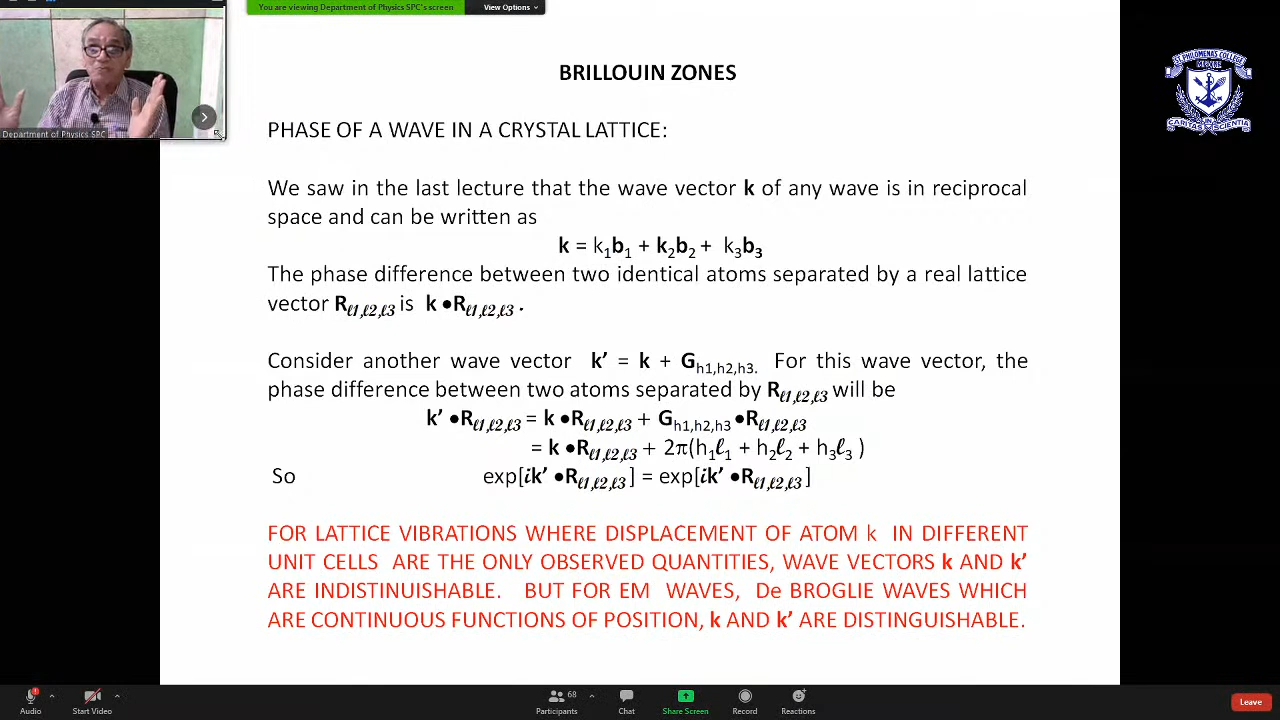 You are viewing Department of Physics SPC's screen
View Options
Department of Physics SPC
BRILLOUIN ZONES
PHASE OF A WAVE IN A CRYSTAL LATTICE:
We saw in the last lecture that the wave vector k of any wave is in reciprocal
space and can be written as
k = k₁b₁ + k₂b₂ + k₃b₃
The phase difference between two identical atoms separated by a real lattice
vector Rℓ1,ℓ2,ℓ3 is k •Rℓ1,ℓ2,ℓ3 .
Consider another wave vector k’ = k + Gh1,h2,h3. For this wave vector, the
phase difference between two atoms separated by Rℓ1,ℓ2,ℓ3 will be
k’ •Rℓ1,ℓ2,ℓ3 = k •Rℓ1,ℓ2,ℓ3 + Gh1,h2,h3 •Rℓ1,ℓ2,ℓ3
= k •Rℓ1,ℓ2,ℓ3 + 2π(h₁ℓ₁ + h₂ℓ₂ + h₃ℓ₃ )
So exp[ik’ •Rℓ1,ℓ2,ℓ3 ] = exp[ik’ •Rℓ1,ℓ2,ℓ3]
FOR LATTICE VIBRATIONS WHERE DISPLACEMENT OF ATOM k IN DIFFERENT
UNIT CELLS ARE THE ONLY OBSERVED QUANTITIES, WAVE VECTORS k AND k’
ARE INDISTINUISHABLE. BUT FOR EM WAVES, De BROGLIE WAVES WHICH
ARE CONTINUOUS FUNCTIONS OF POSITION, k AND k’ ARE DISTINGUISHABLE.
Audio
Start Video
68
Participants
Chat
Share Screen
Record
Reactions
Leave